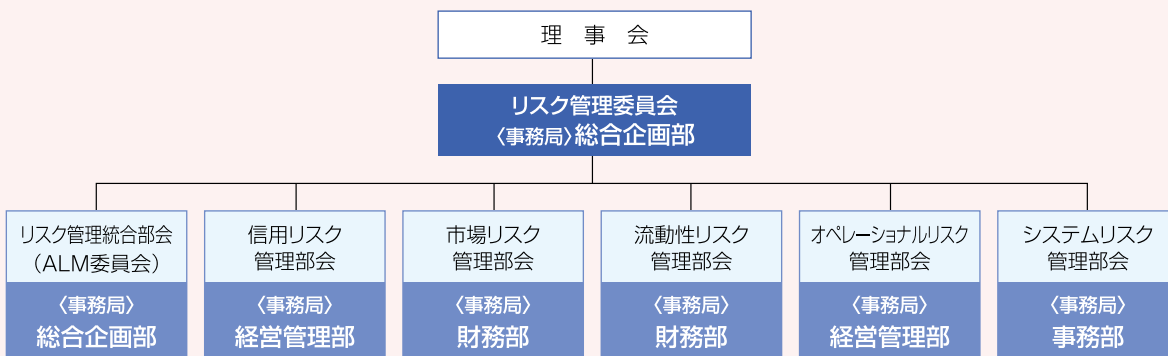 理 事 会
リスク管理委員会
〈事務局〉総合企画部
リスク管理統合部会
（ALM委員会）
〈事務局〉
総合企画部
信用リスク
管理部会
〈事務局〉
経営管理部
市場リスク
管理部会
〈事務局〉
財務部
流動性リスク
管理部会
〈事務局〉
財務部
オペレーショナルリスク
管理部会
〈事務局〉
経営管理部
システムリスク
管理部会
〈事務局〉
事務部